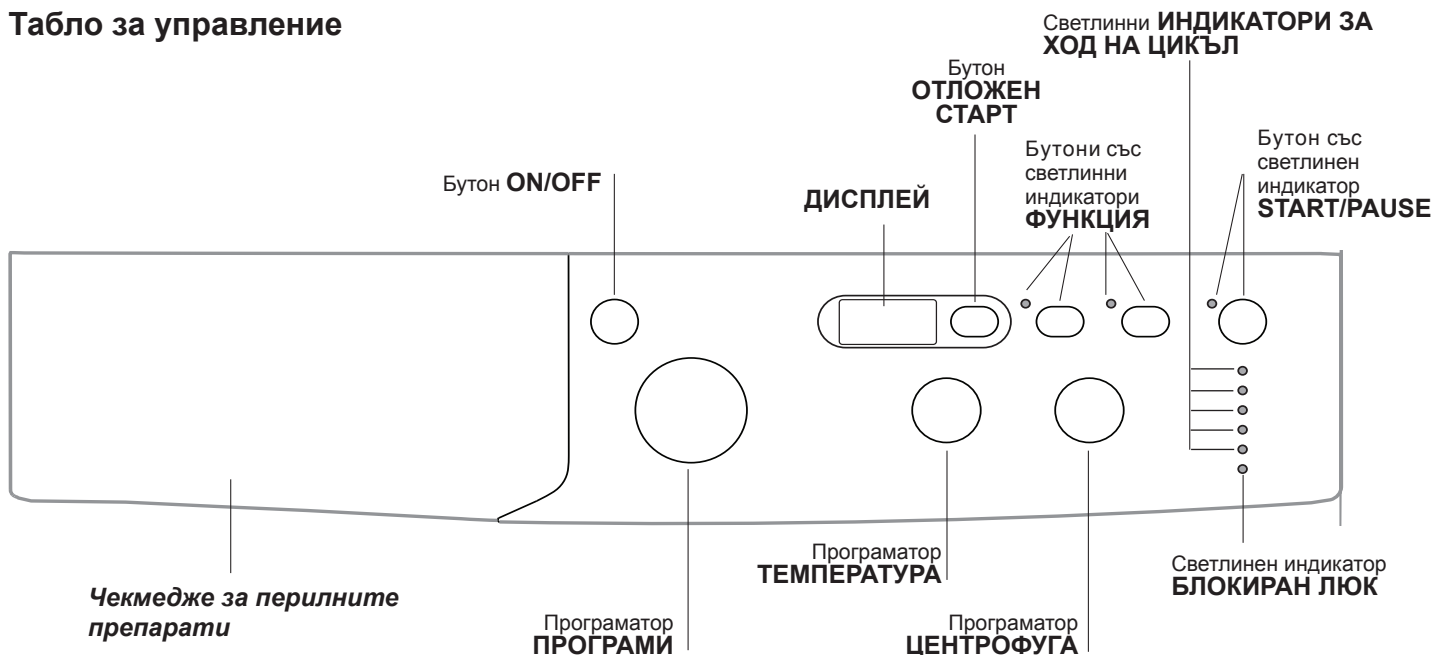 Табло за управление
Светлинни ИНДИКАТОРИ ЗА
ХОД НА ЦИКЪЛ
Бутон
ОТЛОЖЕН
СТАРТ
Бутони със
светлинни
индикатори
ФУНКЦИЯ
Бутон със
светлинен
индикатор
START/PAUSE
Бутон ON/OFF
ДИСПЛЕЙ
Чекмедже за перилните
препарати
Програматор
ПРОГРАМИ
Програматор
ТЕМПЕРАТУРА
Програматор
ЦЕНТРОФУГА
Светлинен индикатор
БЛОКИРАН ЛЮК